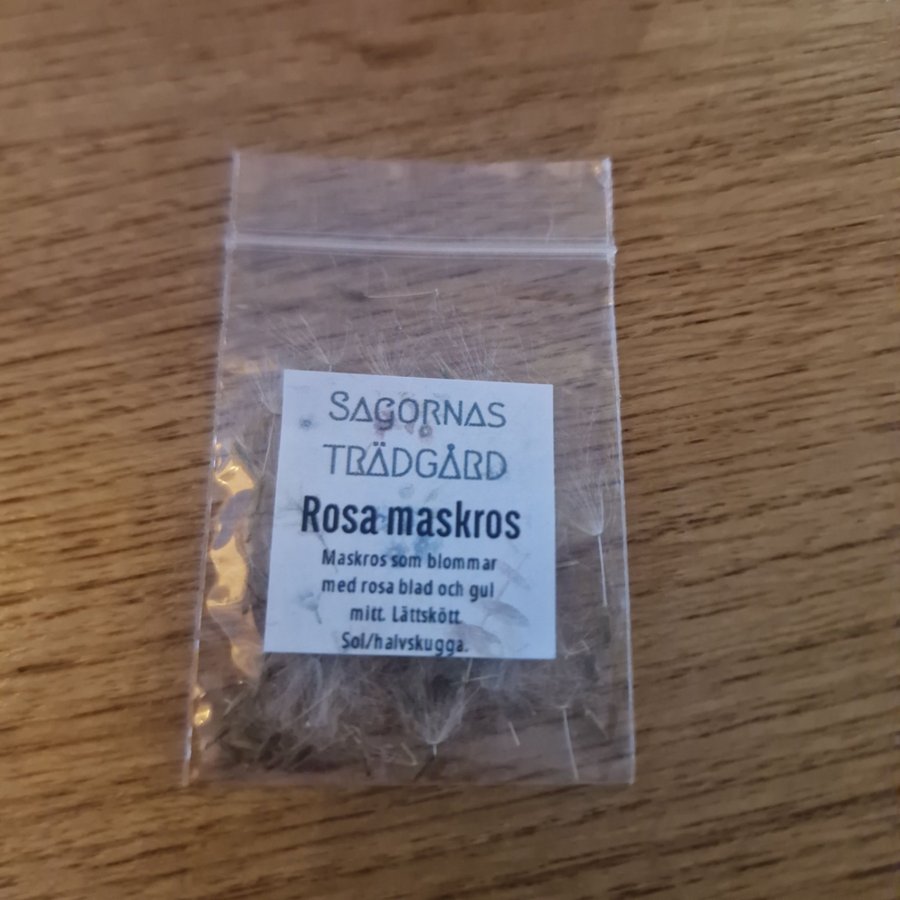 SAGORNAS
TRÄDGÅRD
Rosa maskros
Maskros som blommar
med rosa blad och gul
mitt. Lättskött.
Sol/halvskugga.